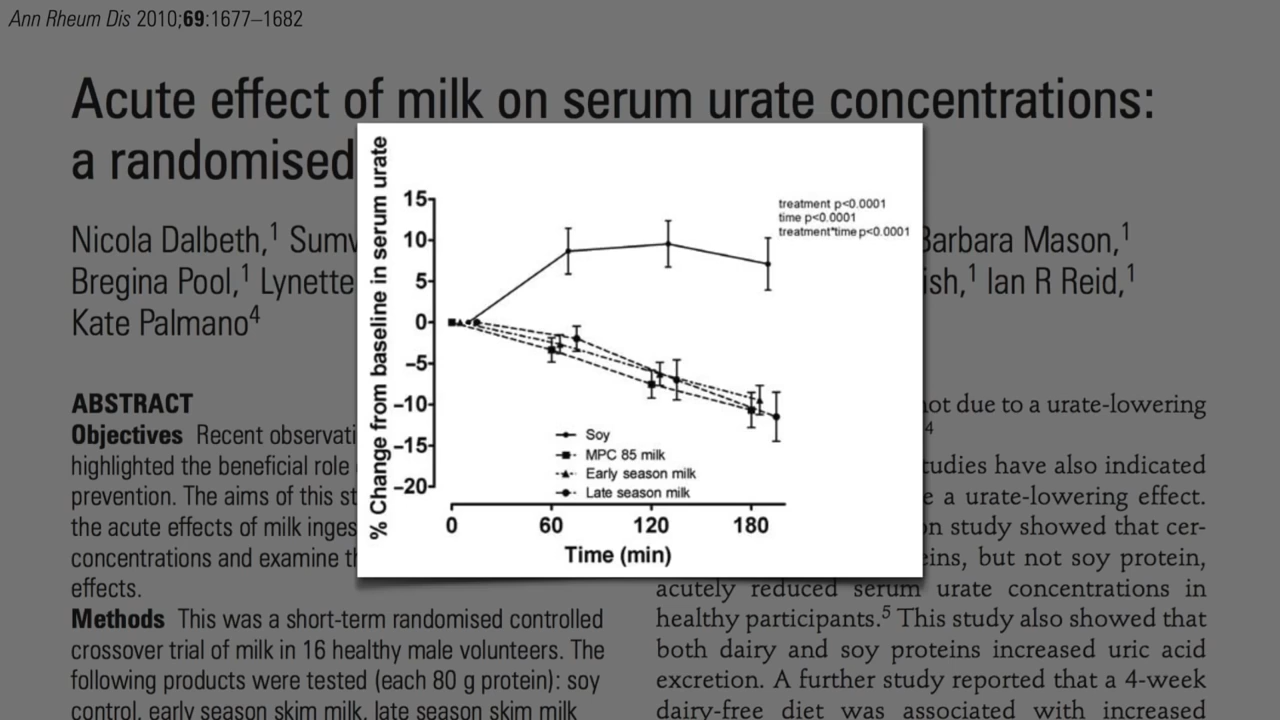 Ann Rheum Dis 2010;69:1677–1682
Acute effect of milk on serum urate concentrations:
a randomised
Nicola Dalbeth,1
Barbara Mason,1
Bregina Pool,1 Lynette
Ian R Reid,1
Kate Palmano4
% Change from baseline in serum urate
15
10
5
0
−5
−10
−15
−20
treatment p<0.0001
time p<0.0001
treatment*time p<0.0001
Soy
MPC 85 milk
Early season milk
Late season milk
0 60 120 180
Time (min)
ABSTRACT
Objectives Recent
highlighted the beneficial role
prevention. The aims of this
the acute effects of milk
concentrations and examine
effects.
Methods This was a short-term randomised controlled
crossover trial of milk in 16 healthy male volunteers. The
following products were tested (each 80 g protein): soy
control, early season skim milk, late season skim milk
not due to a urate-lowering
4
have also indicated
a urate-lowering effect.
study showed that cer-
but not soy protein,
acutely reduced serum urate concentrations in
healthy participants.5 This study also showed that
both dairy and soy proteins increased uric acid
excretion. A further study reported that a 4-week
dairy-free diet was associated with increased